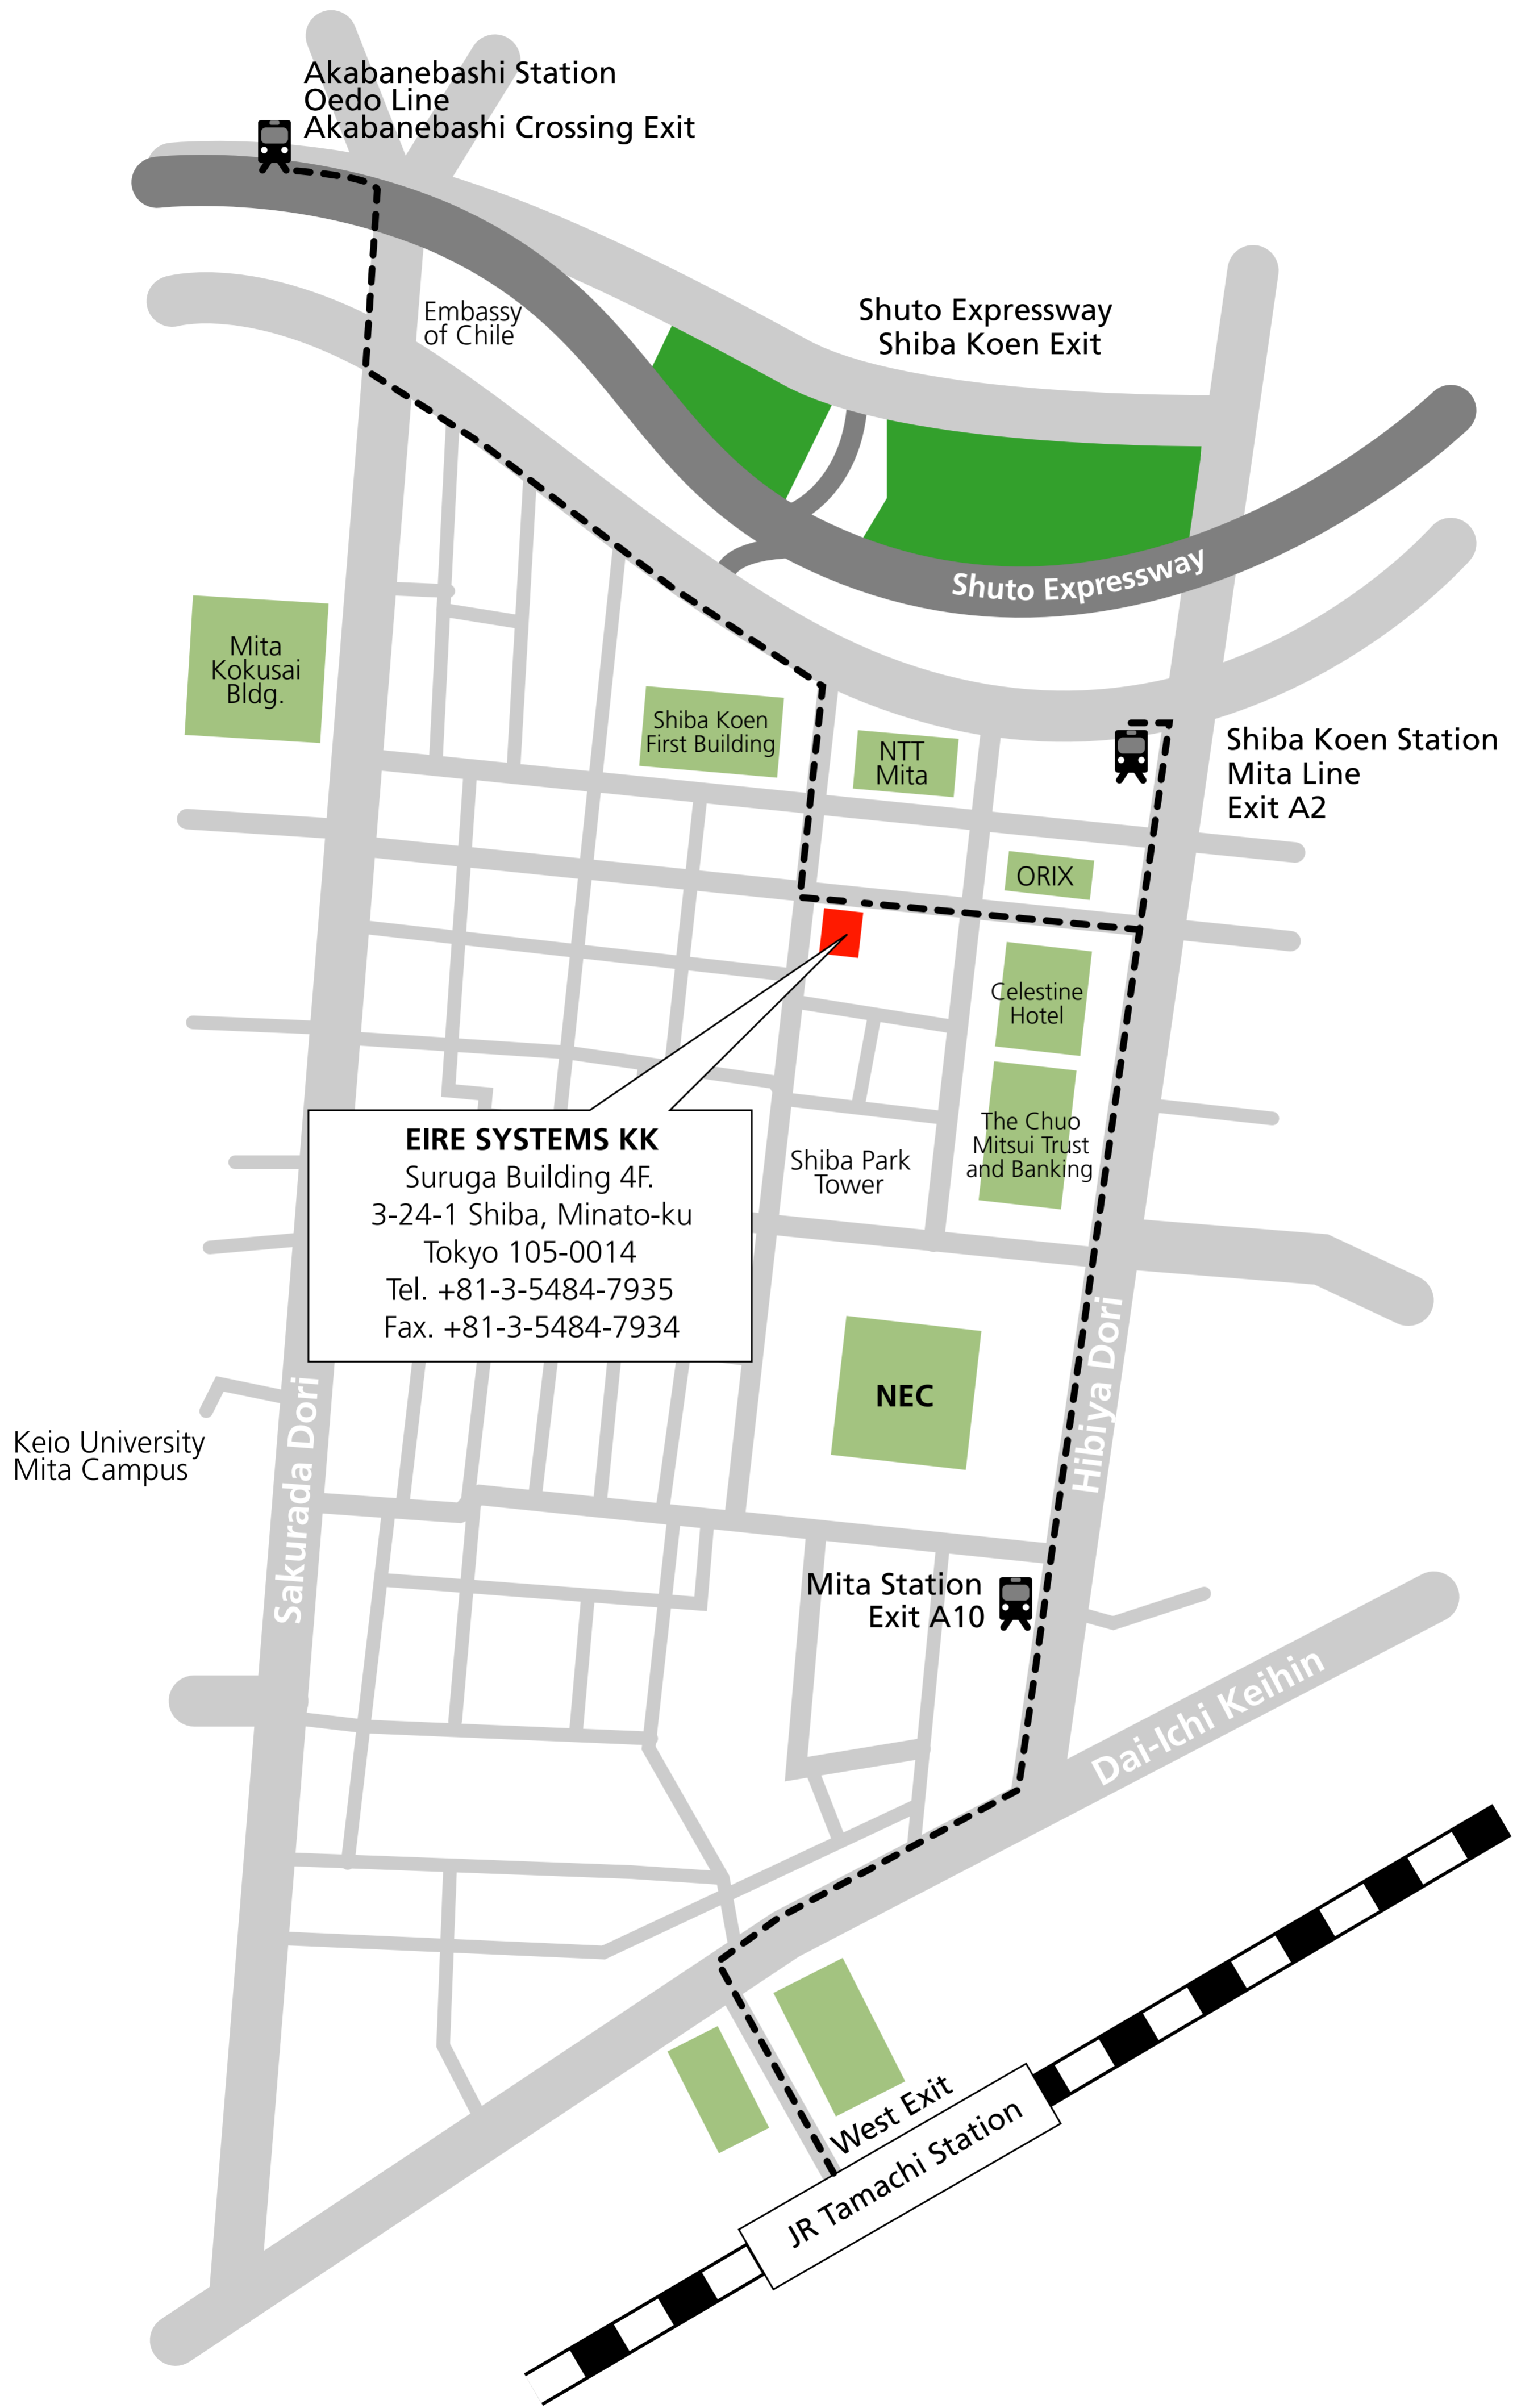 Akabanebashi Station
Oedo Line
Akabanebashi Crossing Exit
Embassy
of Chile
Shuto Expressway
Shiba Koen Exit
Shuto Expressway
Mita
Kokusai
Bldg.
Shiba Koen
First Building
NTT
Mita
Shiba Koen Station
Mita Line
Exit A2
ORIX
Celestine
Hotel
The Chuo
Mitsui Trust
and Banking
Shiba Park
Tower
EIRE SYSTEMS KK
Suruga Building 4F.
3-24-1 Shiba, Minato-ku
Tokyo 105-0014
Tel. +81-3-5484-7935
Fax. +81-3-5484-7934
NEC
Hibiya Dori
Sakurada Dori
Keio University
Mita Campus
Mita Station
Exit A10
Dai-Ichi Keihin
West Exit
JR Tamachi Station